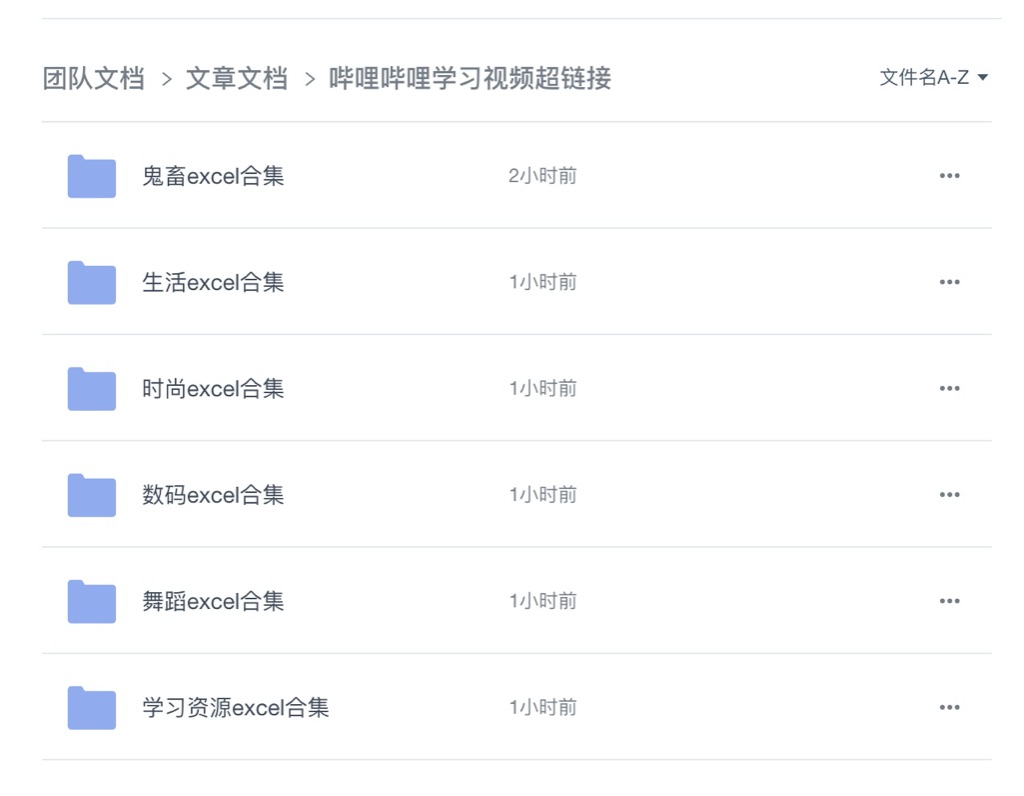 团队文档 > 文章文档 > 哔哩哔哩学习视频超链接 文件名A-Z
鬼畜excel合集 2小时前
生活excel合集 1小时前
时尚excel合集 1小时前
数码excel合集 1小时前
舞蹈excel合集 1小时前
学习资源excel合集 1小时前